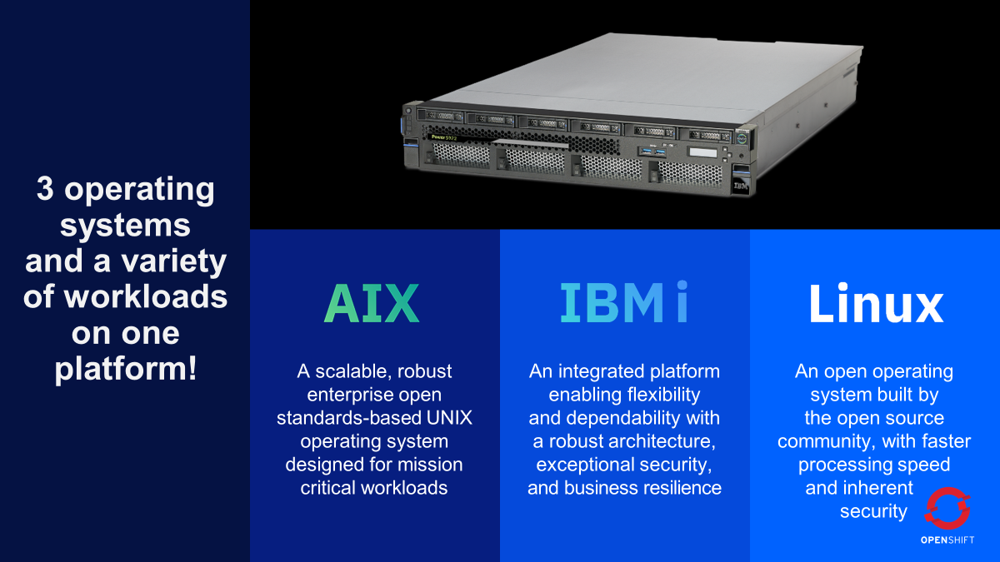 3 operating
systems
and a variety
of workloads
on one
platform!
Power S922
IBM
AIX
A scalable, robust
enterprise open
standards-based UNIX
operating system
designed for mission
critical workloads
IBM i
An integrated platform
enabling flexibility
and dependability with
a robust architecture,
exceptional security,
and business resilience
Linux
An open operating
system built by
the open source
community, with faster
processing speed
and inherent
security
OPENSHIFT